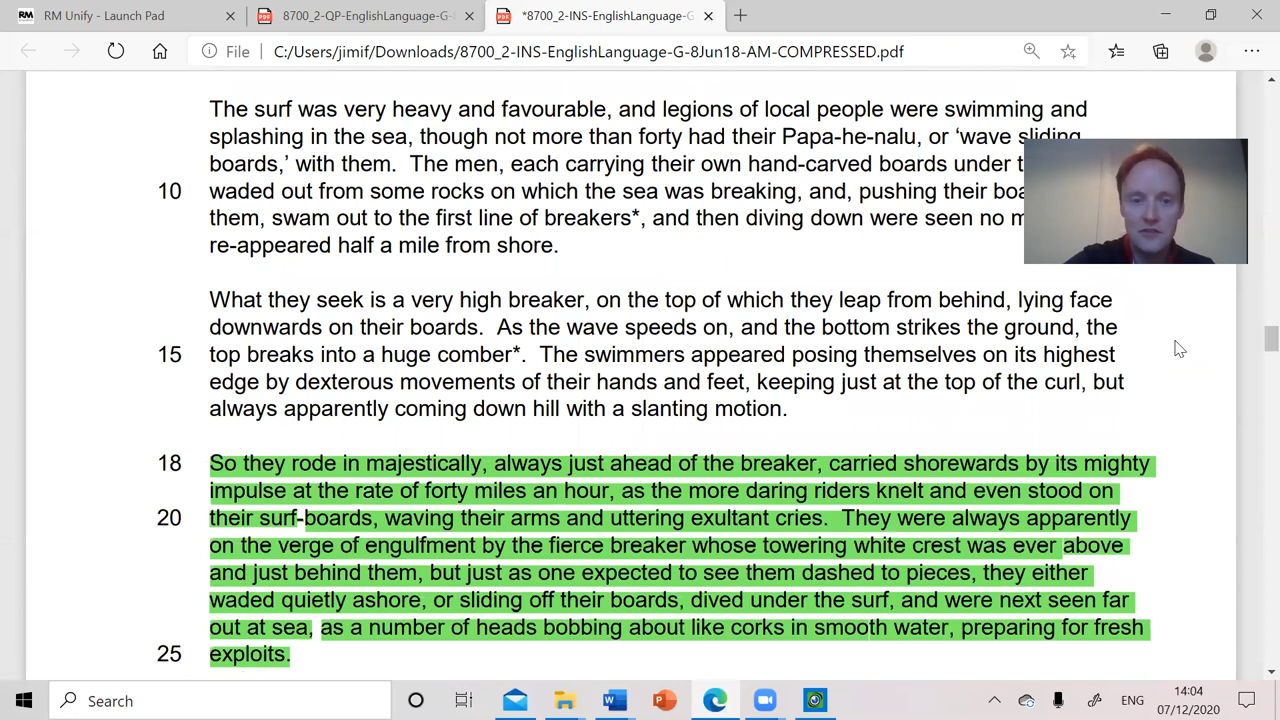 RM RM Unify - Launch Pad
8700_2-QP-EnglishLanguage-G-8
*8700_2-INS-EnglishLanguage-G
File C:/Users/jimif/Downloads/8700_2-INS-EnglishLanguage-G-8Jun18-AM-COMPRESSED.pdf
The surf was very heavy and favourable, and legions of local people were swimming and
splashing in the sea, though not more than forty had their Papa-he-nalu, or ‘wave sliding
boards,’ with them. The men, each carrying their own hand-carved boards under
10 waded out from some rocks on which the sea was breaking, and, pushing their
them, swam out to the first line of breakers*, and then diving down were seen no
re-appeared half a mile from shore.
What they seek is a very high breaker, on the top of which they leap from behind, lying face
downwards on their boards. As the wave speeds on, and the bottom strikes the ground, the
15 top breaks into a huge comber*. The swimmers appeared posing themselves on its highest
edge by dexterous movements of their hands and feet, keeping just at the top of the curl, but
always apparently coming down hill with a slanting motion.
18 So they rode in majestically, always just ahead of the breaker, carried shorewards by its mighty
impulse at the rate of forty miles an hour, as the more daring riders knelt and even stood on
20 their surf-boards, waving their arms and uttering exultant cries. They were always apparently
on the verge of engulfment by the fierce breaker whose towering white crest was ever above
and just behind them, but just as one expected to see them dashed to pieces, they either
waded quietly ashore, or sliding off their boards, dived under the surf, and were next seen far
out at sea, as a number of heads bobbing about like corks in smooth water, preparing for fresh
25 exploits.
Search
ENG
14:04
07/12/2020